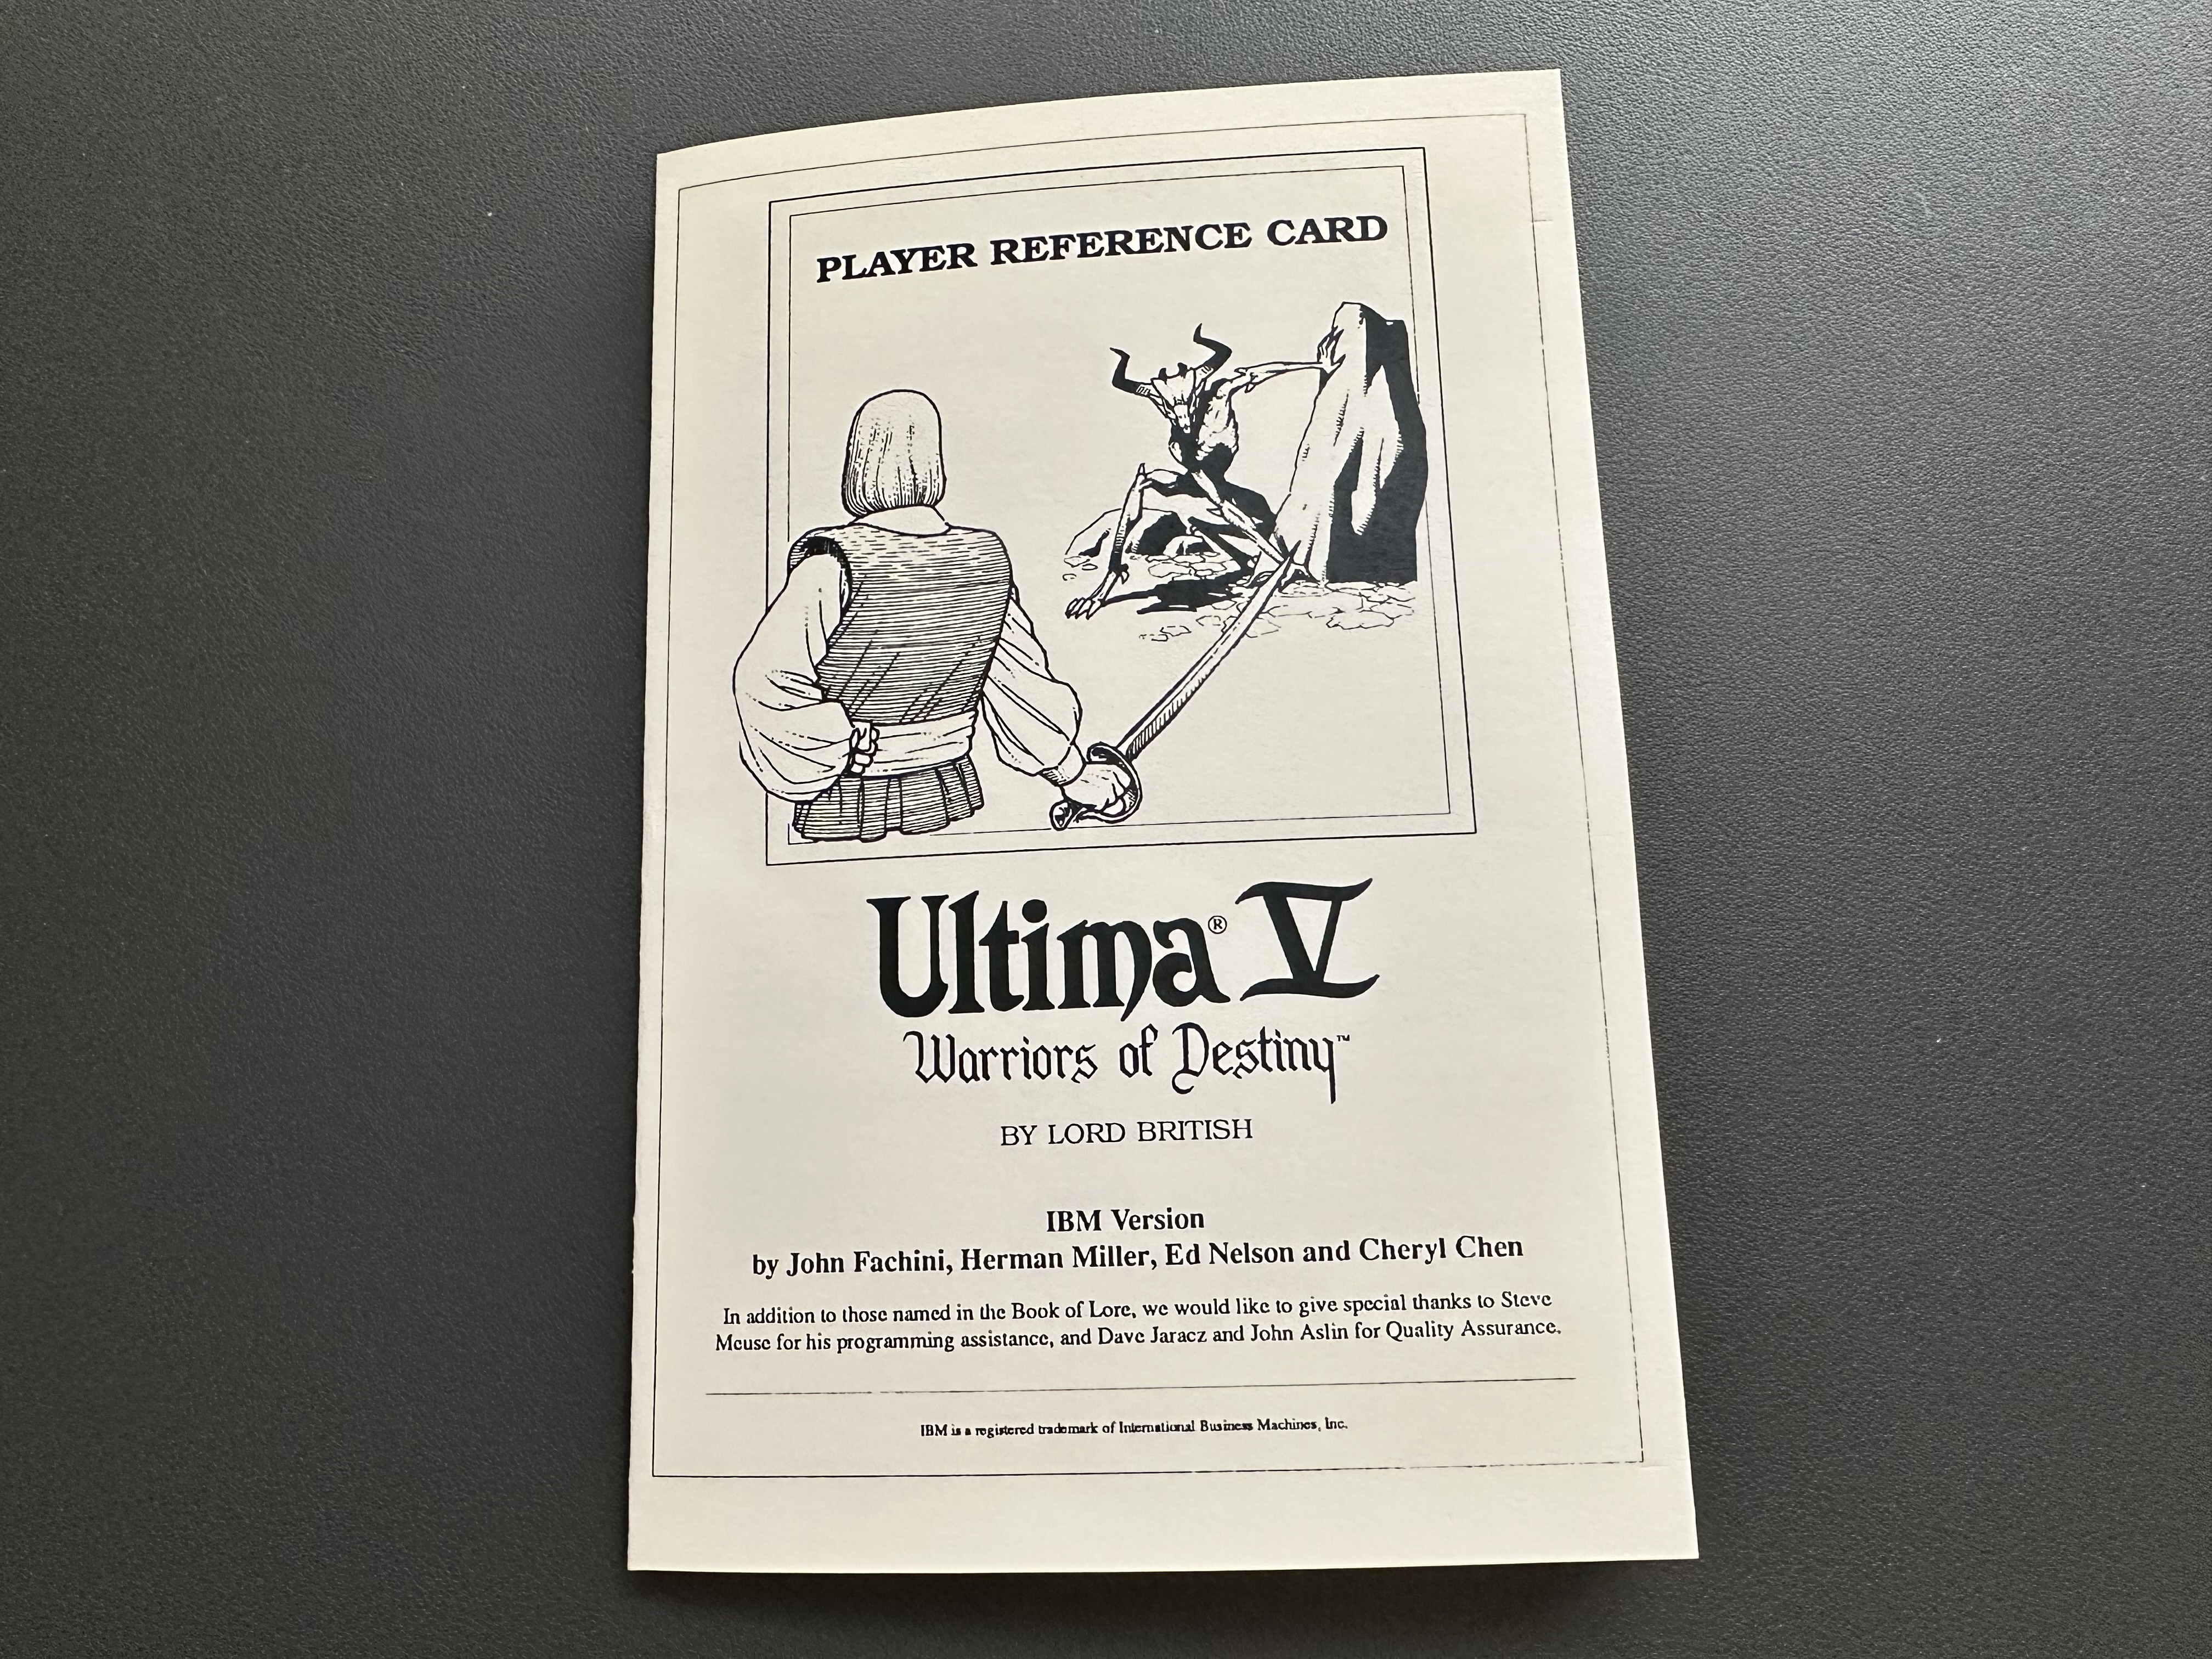 PLAYER REFERENCE CARD
Ultima® V
Warriors of Destiny™
BY LORD BRITISH
IBM Version
by John Fachini, Herman Miller, Ed Nelson and Cheryl Chen
In addition to those named in the Book of Lore, we would like to give special thanks to Steve
Meuse for his programming assistance, and Dave Jaracz and John Aslin for Quality Assurance.
IBM is a registered trademark of International Business Machines, Inc.